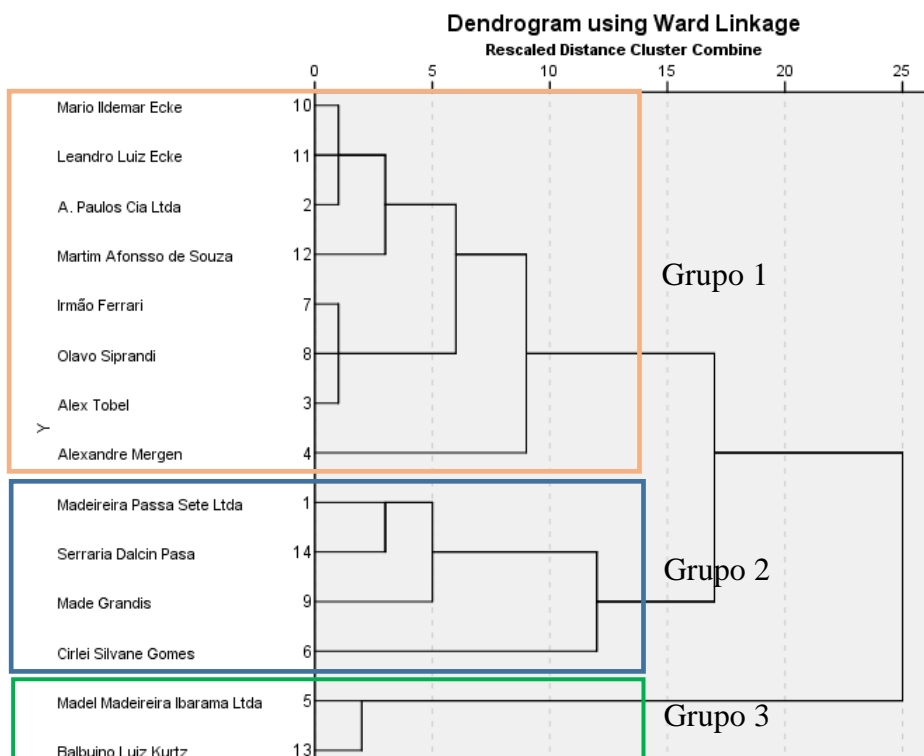 Dendrogram using Ward Linkage
Rescaled Distance Cluster Combine
0 5 10 15 20 25
Mario Ildemar Ecke 10
Leandro Luiz Ecke 11
A. Paulos Cia Ltda 2
Martim Afonsso de Souza 12
Grupo 1
Irmão Ferrari 7
Olavo Siprandi 8
Alex Tobel 3
Y
Alexandre Mergen 4
Madeireira Passa Sete Ltda 1
Serraria Dalcin Pasa 14
Grupo 2
Made Grandis 9
Cirlei Silvane Gomes 6
Madel Madeireira Ibarama Ltda 5
Grupo 3
Balbuino Luiz Kurtz 13